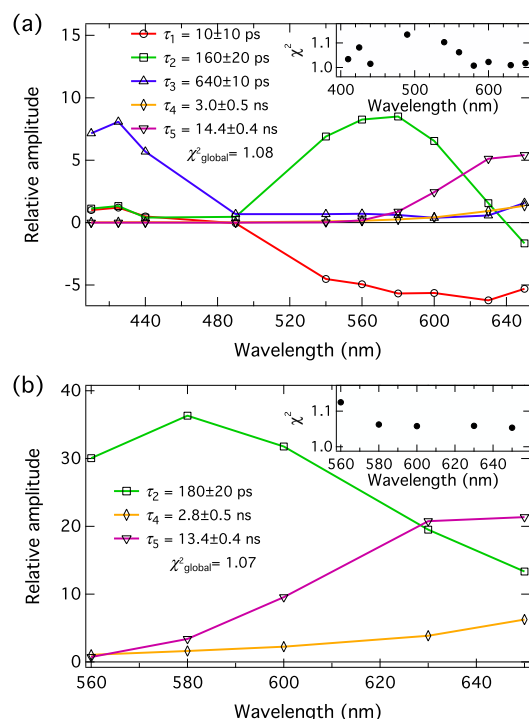 (a)
15
10
5
0
-5
Relative amplitude
τ1 = 10±10 ps
τ2 = 160±20 ps
τ3 = 640±10 ps
τ4 = 3.0±0.5 ns
τ5 = 14.4±0.4 ns
χ²global= 1.08
χ²
1.1
1.0
400 500 600
Wavelength (nm)
440 480 520 560 600 640
Wavelength (nm)
(b)
40
30
20
10
0
Relative amplitude
τ2 = 180±20 ps
τ4 = 2.8±0.5 ns
τ5 = 13.4±0.4 ns
χ²global= 1.07
χ²
1.1
1.0
560 580 600 620 640
Wavelength (nm)
560 580 600 620 640
Wavelength (nm)